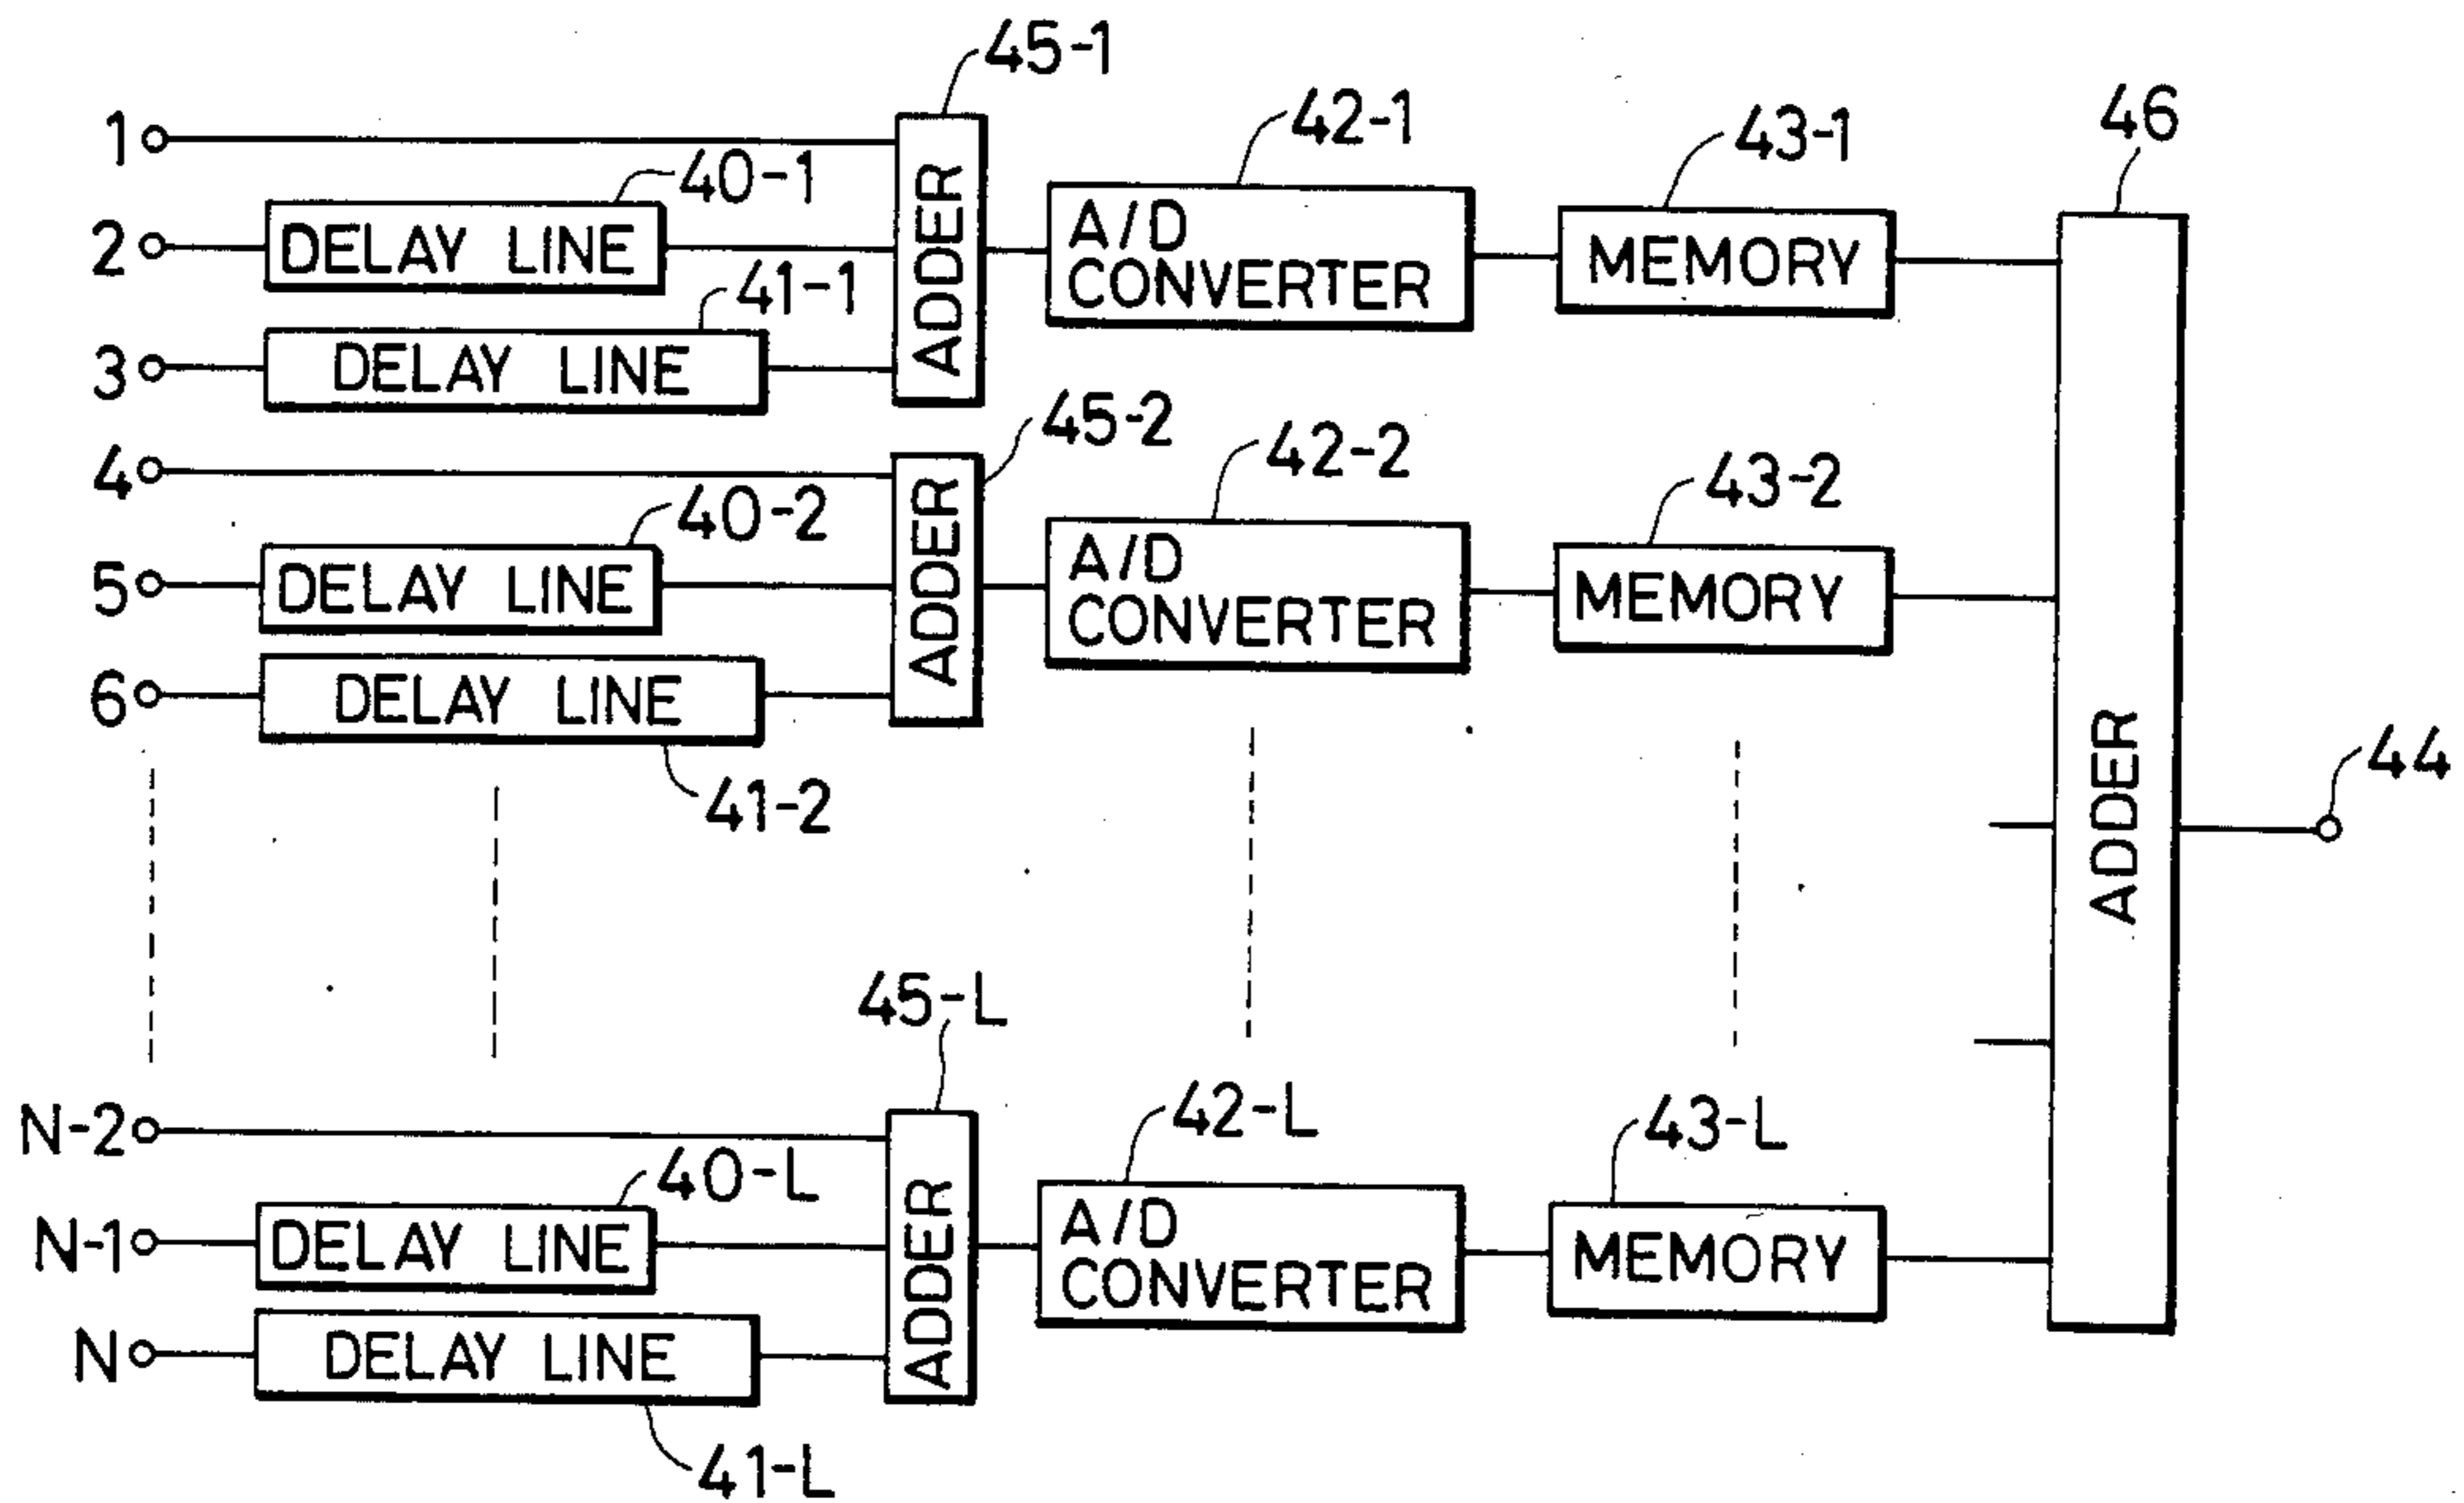 45-1
1
40-1
42-1
43-1
46
ADDER
2
DELAY LINE
A/D
CONVERTER
MEMORY
41-1
3
DELAY LINE
45-2
4
40-2
42-2
43-2
ADDER
5
DELAY LINE
A/D
CONVERTER
MEMORY
6
DELAY LINE
41-2
ADDER
44
45-L
N-2
40-L
42-L
43-L
ADDER
N-1
DELAY LINE
A/D
CONVERTER
MEMORY
N
DELAY LINE
41-L